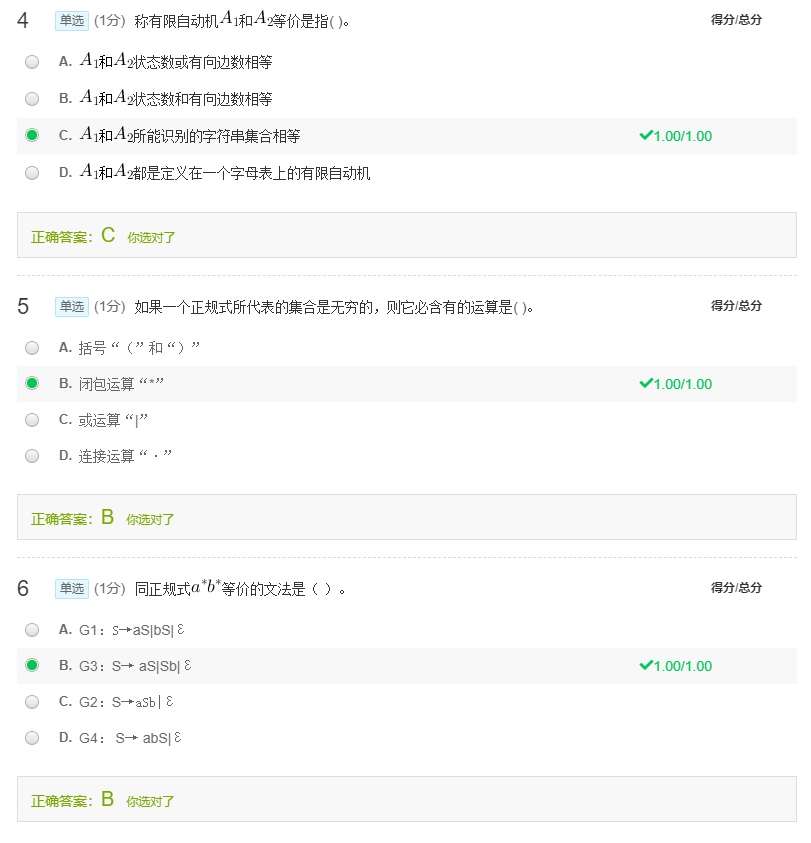 4 单选 (1分) 称有限自动机A₁和A₂等价是指( )。 得分/总分
A. A₁和A₂状态数或有向边数相等
B. A₁和A₂状态数和有向边数相等
C. A₁和A₂所能识别的字符串集合相等 ✔1.00/1.00
D. A₁和A₂都是定义在一个字母表上的有限自动机
正确答案：C 你选对了
5 单选 (1分) 如果一个正规式所代表的集合是无穷的，则它必含有的运算是( )。 得分/总分
A. 括号“（”和“）”
B. 闭包运算“*”  ✔1.00/1.00
C. 或运算“|”
D. 连接运算“·”
正确答案：B 你选对了
6 单选 (1分) 同正规式a*b*等价的文法是（ ）。 得分/总分
A. G1：S→aS|bS|ε
B. G3：S→ aS|Sb|ε ✔1.00/1.00
C. G2：S→aSb|ε
D. G4： S→ abS|ε
正确答案：B 你选对了